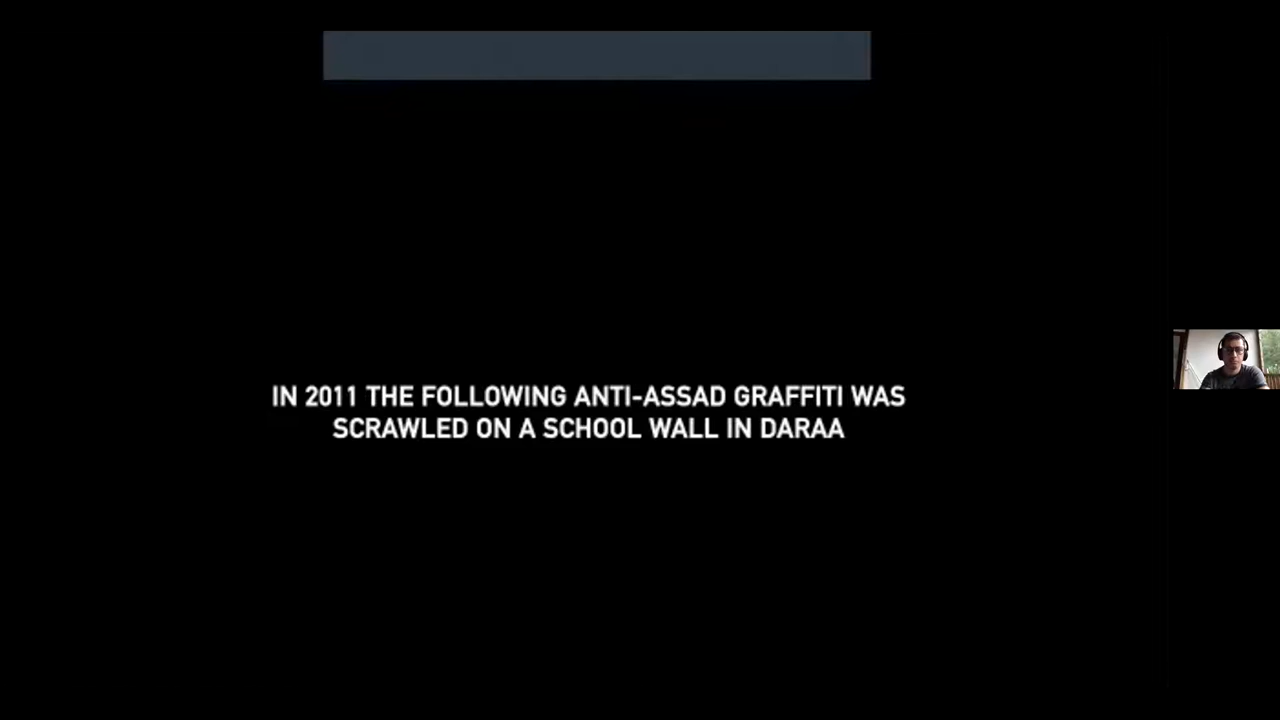 IN 2011 THE FOLLOWING ANTI-ASSAD GRAFFITI WAS
SCRAWLED ON A SCHOOL WALL IN DARAA